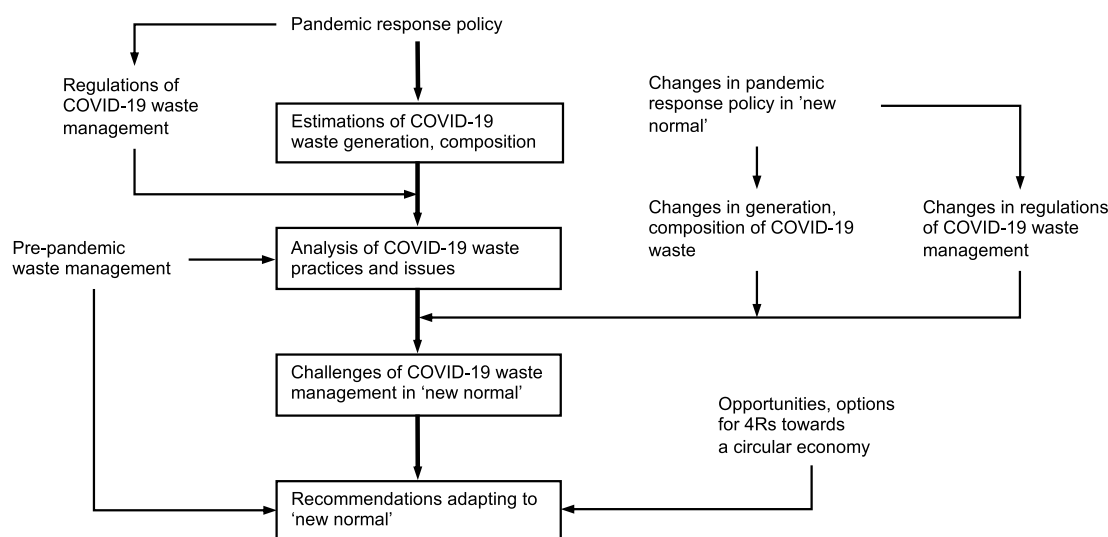 Pandemic response policy
Regulations of
COVID-19 waste
management
Changes in pandemic
response policy in ’new
normal’
Estimations of COVID-19
waste generation, composition
Changes in generation,
composition of COVID-19
waste
Changes in regulations
of COVID-19 waste
management
Pre-pandemic
waste management
Analysis of COVID-19 waste
practices and issues
Challenges of COVID-19 waste
management in ‘new normal’
Opportunities, options
for 4Rs towards
a circular economy
Recommendations adapting to
‘new normal’